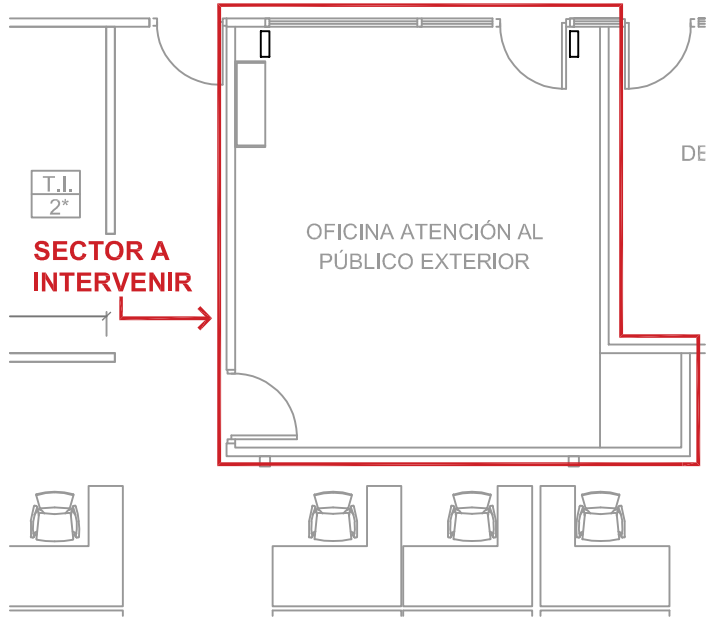 DE
T.I.
2*
OFICINA ATENCIÓN AL
PÚBLICO EXTERIOR
SECTOR A
INTERVENIR